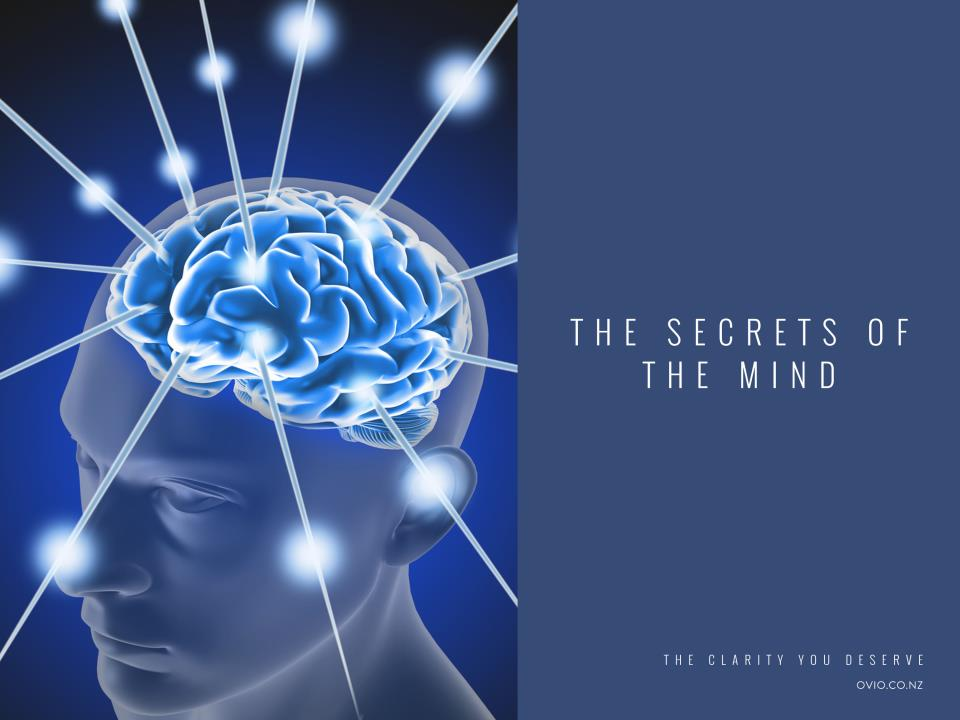 THE SECRETS OF
THE MIND
THE CLARITY YOU DESERVE
OVIO.CO.NZ